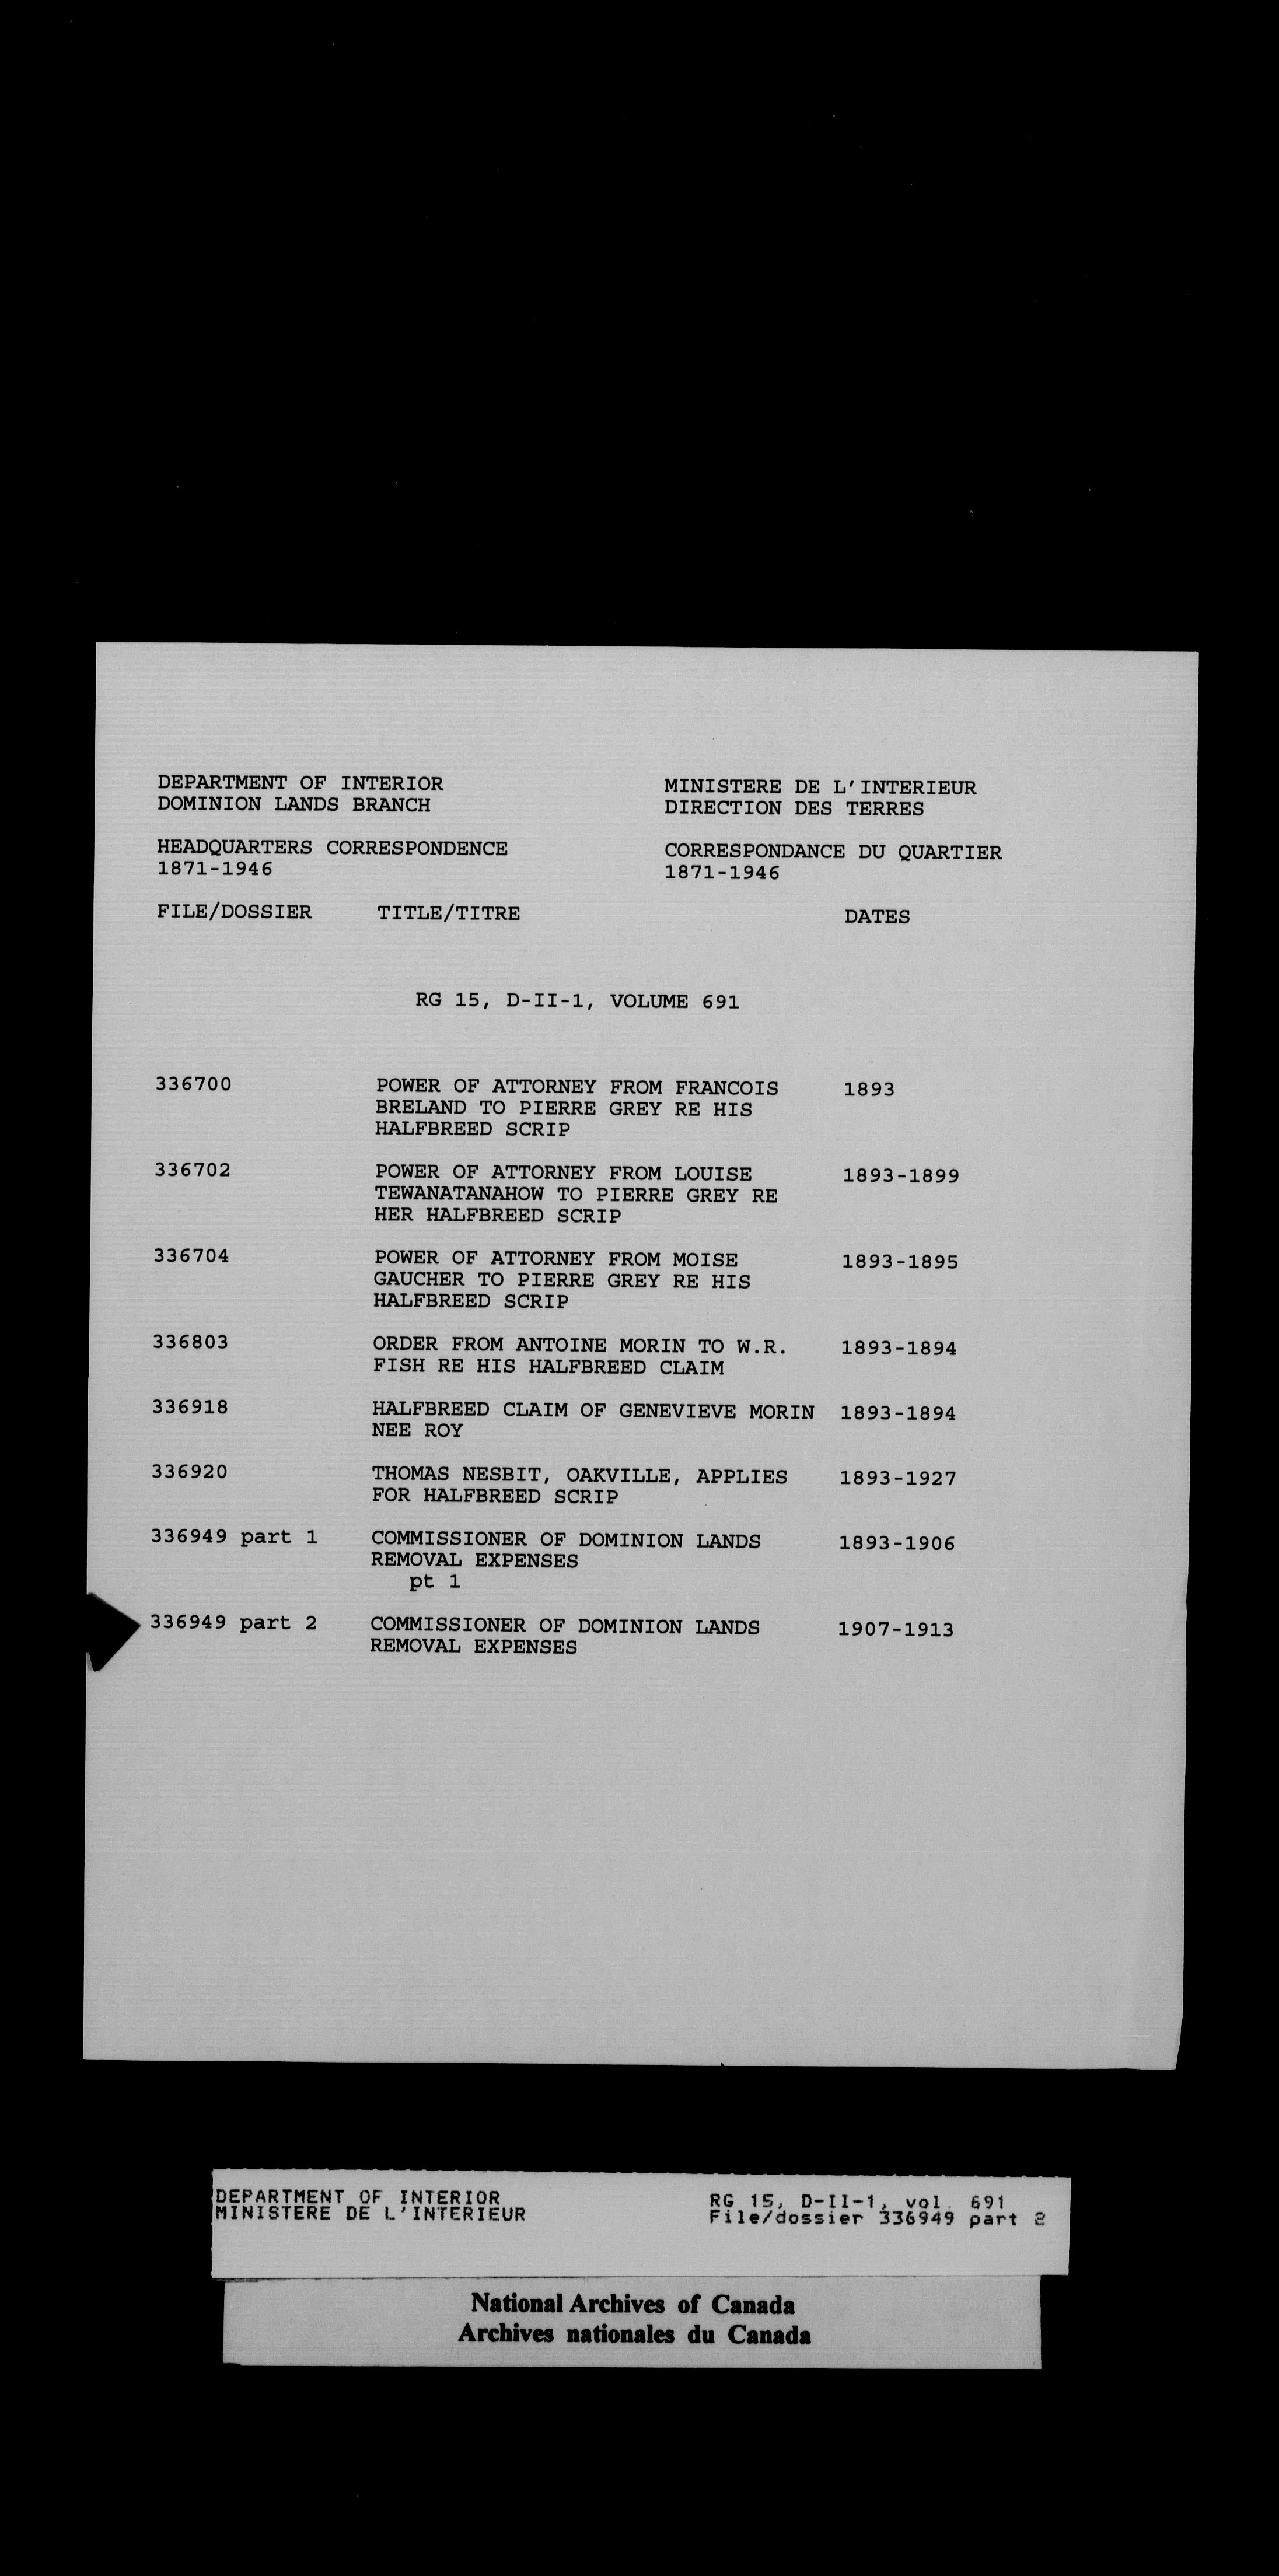 DEPARTMENT OF INTERIOR
DOMINION LANDS BRANCH
MINISTERE DE L'INTERIEUR
DIRECTION DES TERRES
HEADQUARTERS CORRESPONDENCE
1871-1946
CORRESPONDANCE DU QUARTIER
1871-1946
FILE/DOSSIER TITLE/TITRE DATES
RG 15, D-II-1, VOLUME 691
336700 POWER OF ATTORNEY FROM FRANCOIS 1893
BRELAND TO PIERRE GREY RE HIS
HALFBREED SCRIP
336702 POWER OF ATTORNEY FROM LOUISE 1893-1899
TEWANATANAHOW TO PIERRE GREY RE
HER HALFBREED SCRIP
336704 POWER OF ATTORNEY FROM MOISE 1893-1895
GAUCHER TO PIERRE GREY RE HIS
HALFBREED SCRIP
336803 ORDER FROM ANTOINE MORIN TO W.R. 1893-1894
FISH RE HIS HALFBREED CLAIM
336918 HALFBREED CLAIM OF GENEVIEVE MORIN 1893-1894
NEE ROY
336920 THOMAS NESBIT, OAKVILLE, APPLIES 1893-1927
FOR HALFBREED SCRIP
336949 part 1 COMMISSIONER OF DOMINION LANDS 1893-1906
REMOVAL EXPENSES
pt 1
336949 part 2 COMMISSIONER OF DOMINION LANDS 1907-1913
REMOVAL EXPENSES
DEPARTMENT OF INTERIOR
MINISTERE DE L'INTERIEUR
RG 15, D-II-1, vol. 691
File/dossier 336949 part 2
National Archives of Canada
Archives nationales du Canada